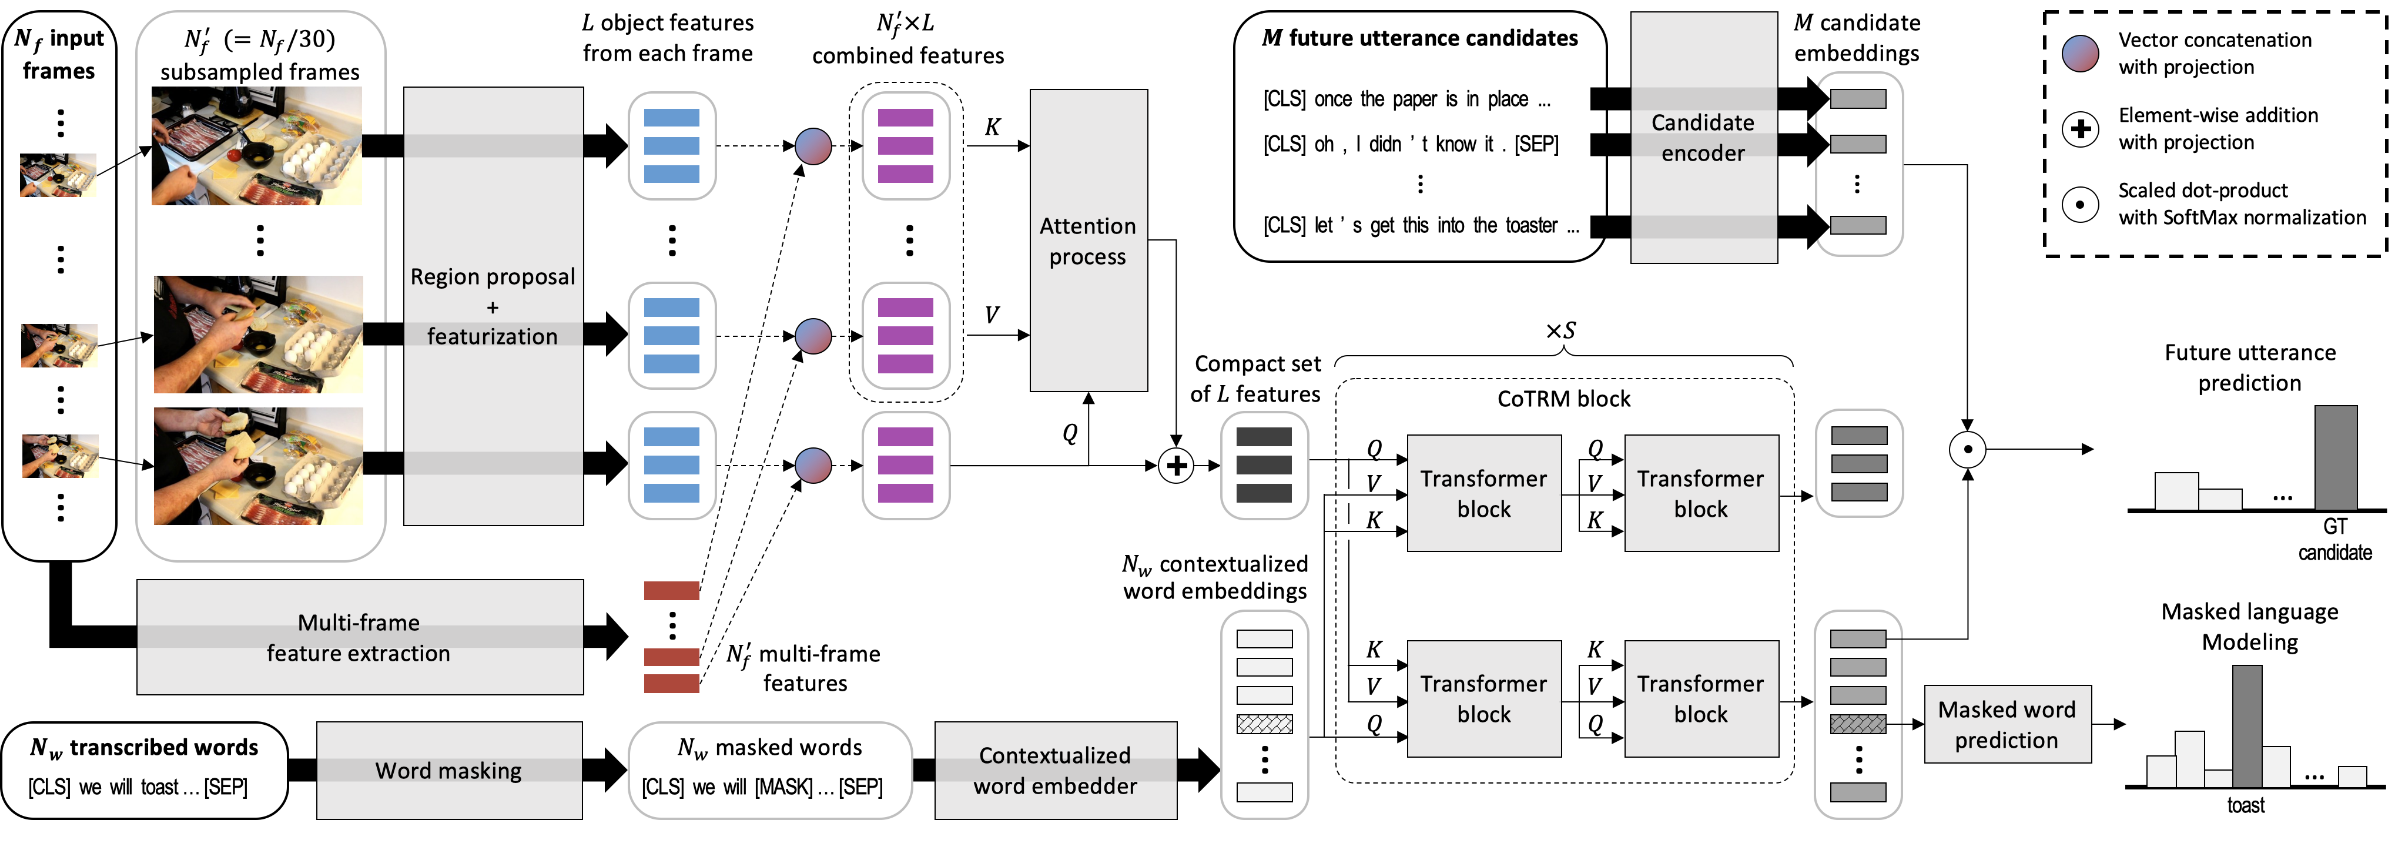 N_f input
frames
N'_f (= N_f/30)
subsampled frames
L object features
from each frame
N'_f×L
combined features
Region proposal
+
featurization
K
V
Q
Attention
process
Multi-frame
feature extraction
N'_f multi-frame
features
N_w transcribed words
[CLS] we will toast ... [SEP]
Word masking
N_w masked words
[CLS] we will [MASK] ... [SEP]
Contextualized
word embedder
M future utterance candidates
[CLS] once the paper is in place ...
[CLS] oh , I didn ' t know it . [SEP]
[CLS] let ' s get this into the toaster ...
Candidate
encoder
M candidate
embeddings
Compact set
of L features
N_w contextualized
word embeddings
×S
CoTRM block
Q
V
K
Transformer
block
Q
V
K
Transformer
block
K
V
Q
Transformer
block
K
V
Q
Transformer
block
Vector concatenation
with projection
Element-wise addition
with projection
Scaled dot-product
with SoftMax normalization
Future utterance
prediction
...
GT
candidate
Masked word
prediction
Masked language
Modeling
...
toast